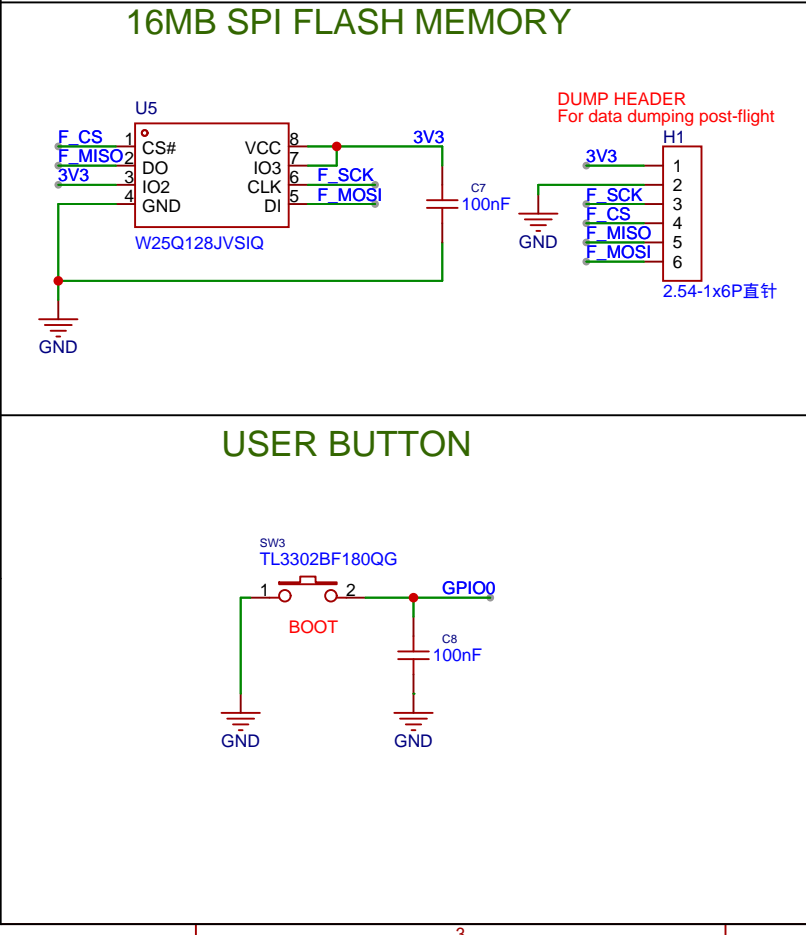 16MB SPI FLASH MEMORY
U5
F_CS 1 CS# VCC 8 3V3
F_MISO 2 DO IO3 7
3V3 3 IO2 CLK 6 F_SCK
4 GND DI 5 F_MOSI
W25Q128JVSIQ
C7
100nF
GND
DUMP HEADER
For data dumping post-flight
H1
3V3 1
2
F_SCK 3
F_CS 4
F_MISO 5
F_MOSI 6
GND
2.54-1x6P直针
USER BUTTON
SW3
TL3302BF180QG
1 2 GPIO0
BOOT
C8
100nF
GND GND
3